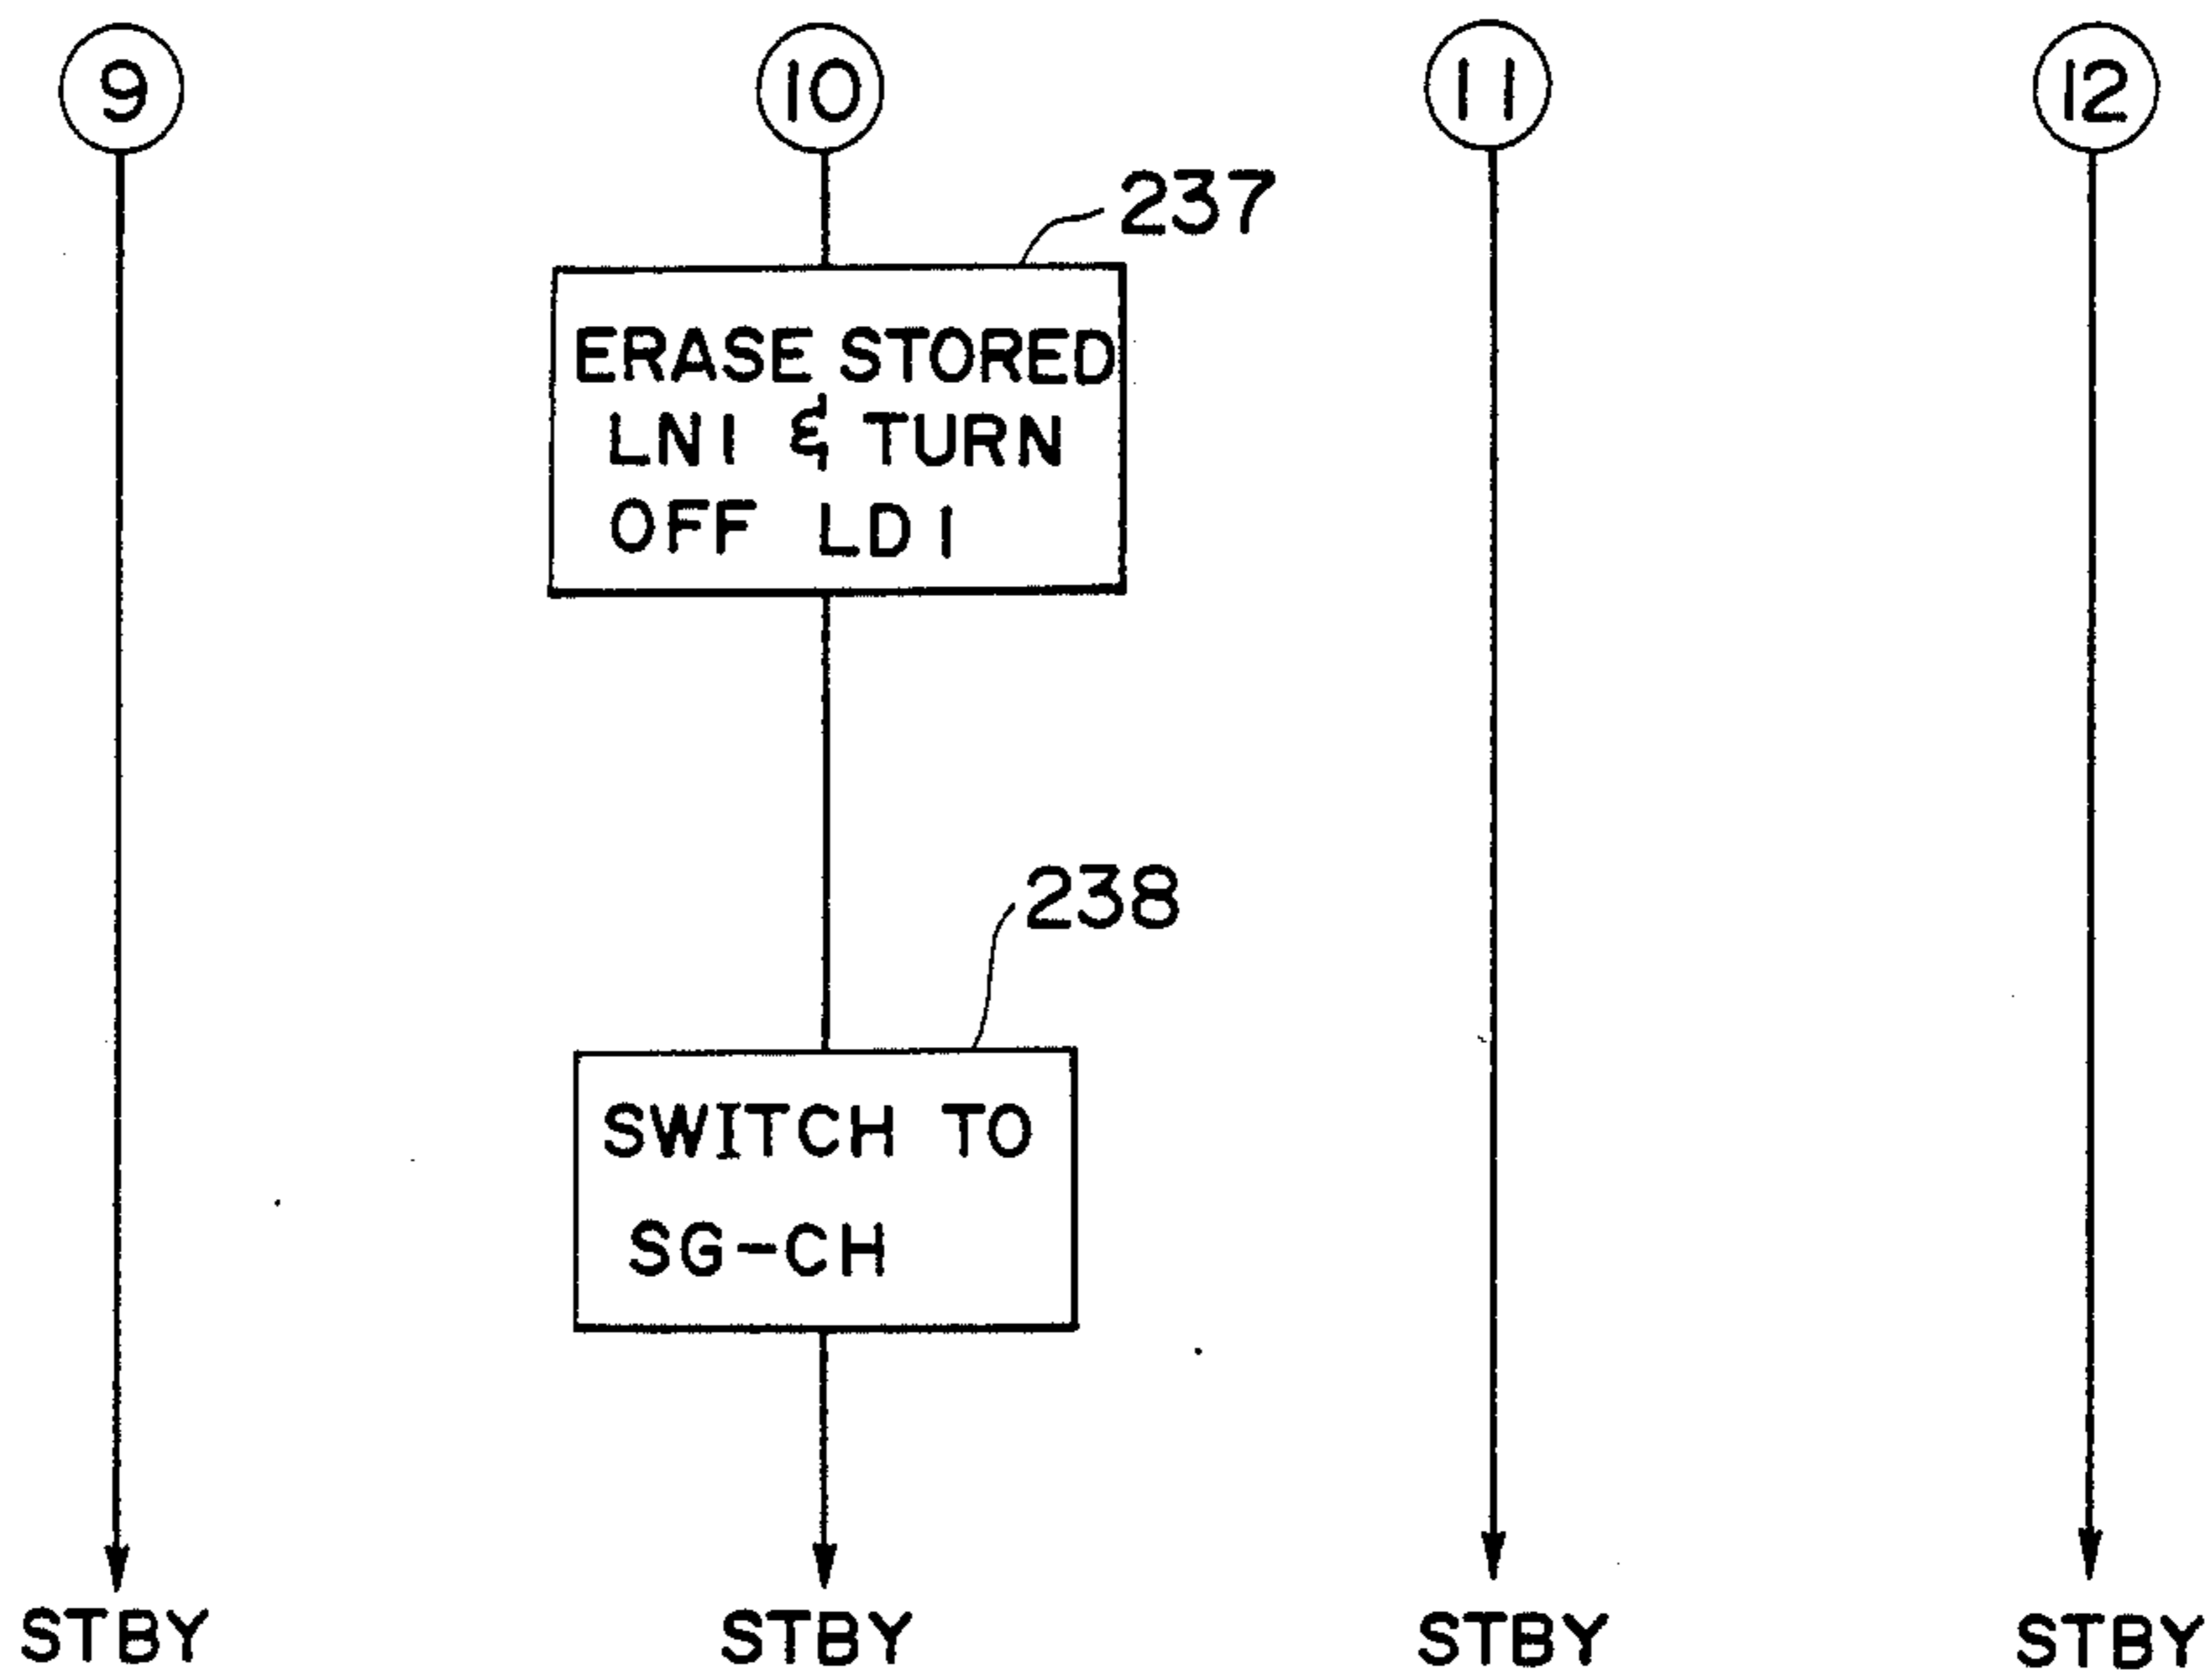 9 10 11 12
237
ERASE STORED
LN1 & TURN
OFF LD1
238
SWITCH TO
SG-CH
STBY STBY STBY STBY